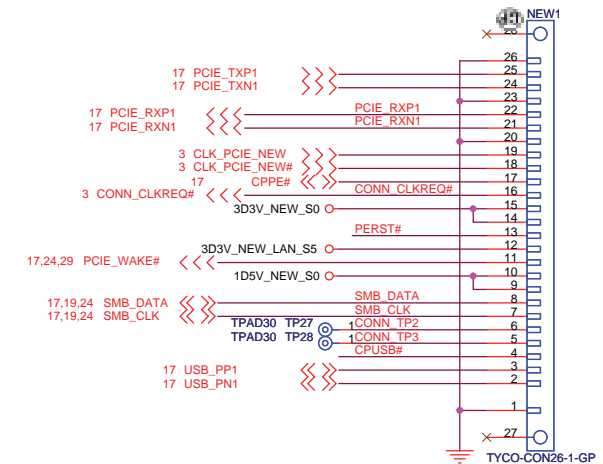 NEW1
28
26
17 PCIE_TXP1 25
17 PCIE_TXN1 24
23
17 PCIE_RXP1 PCIE_RXP1 22
17 PCIE_RXN1 PCIE_RXN1 21
20
3 CLK_PCIE_NEW 19
3 CLK_PCIE_NEW# 18
17 CPPE# 17
3 CONN_CLKREQ# CONN_CLKREQ# 16
3D3V_NEW_S0 15
14
PERST# 13
3D3V_NEW_LAN_S5 12
17,24,29 PCIE_WAKE# 11
1D5V_NEW_S0 10
9
17,19,24 SMB_DATA SMB_DATA 8
17,19,24 SMB_CLK SMB_CLK 7
TPAD30 TP27 1 CONN_TP2 6
TPAD30 TP28 1 CONN_TP3 5
CPUSB# 4
17 USB_PP1 3
17 USB_PN1 2
1
27
TYCO-CON26-1-GP